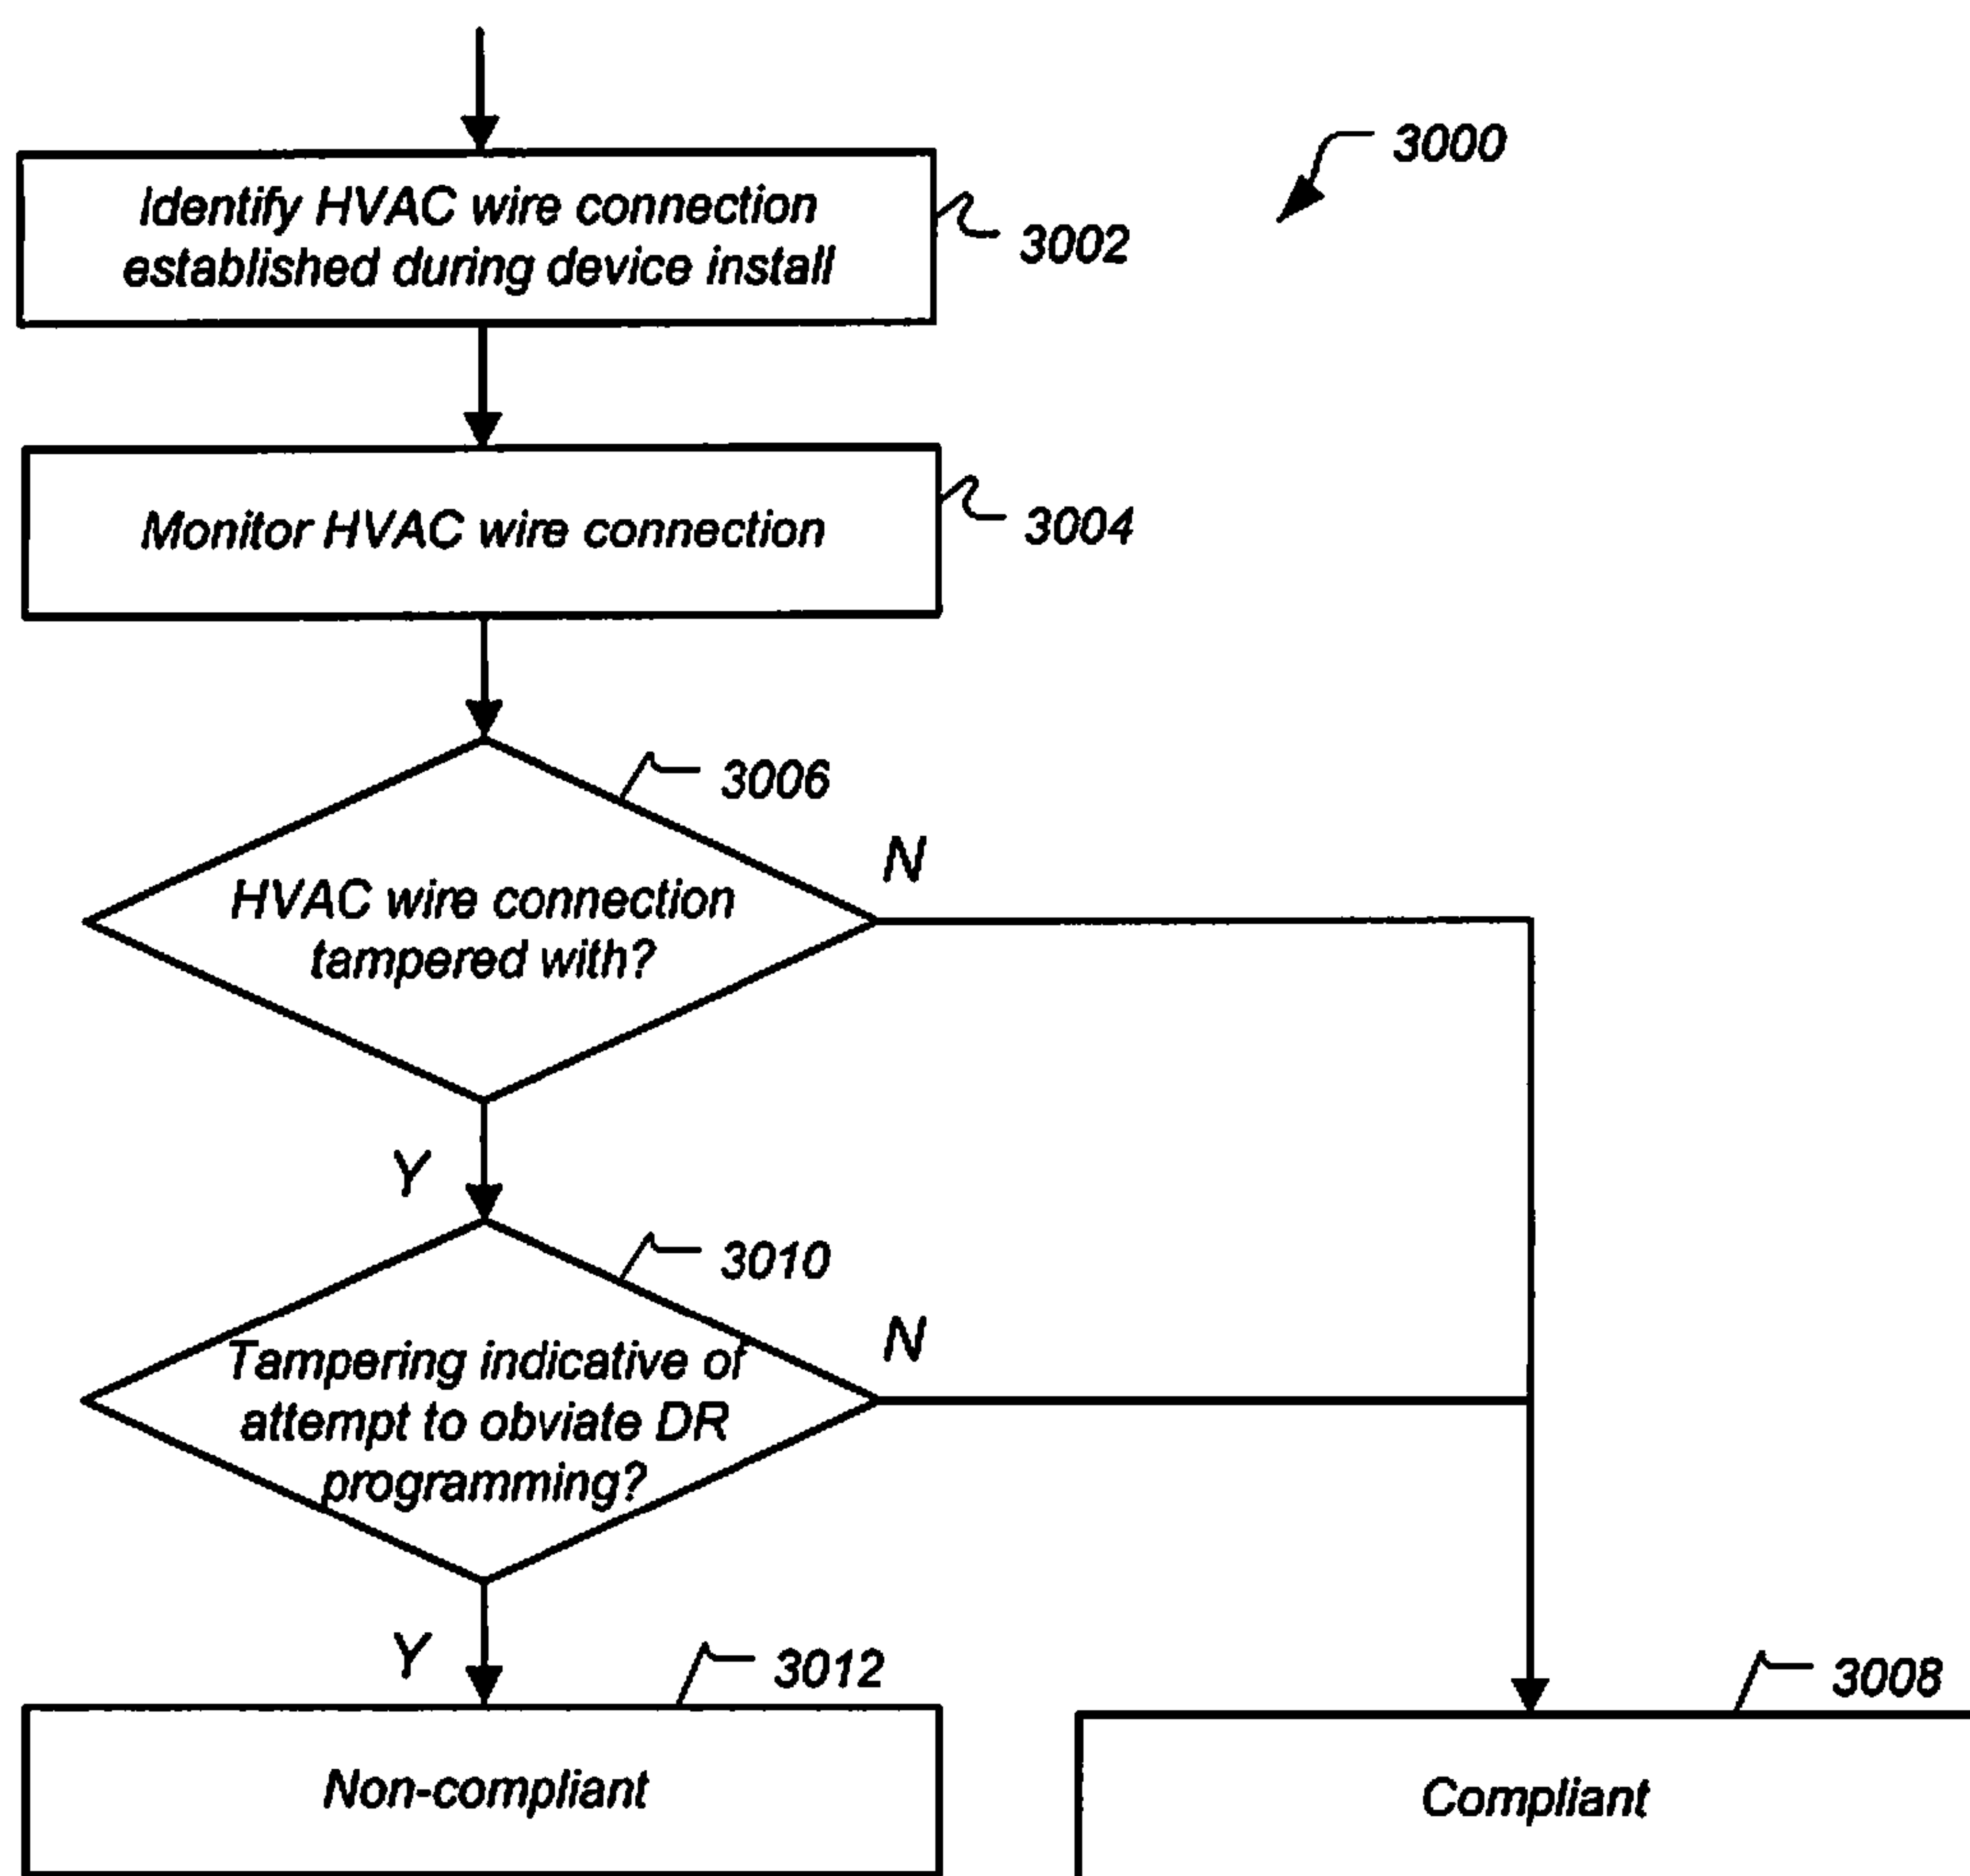 3000
Identify HVAC wire connection
established during device install
3002
Monitor HVAC wire connection
3004
3006
N
HVAC wire connection
tampered with?
Y
3010
N
Tampering indicative of
attempt to obviate DR
programming?
Y
3012
3008
Non-compliant
Compliant